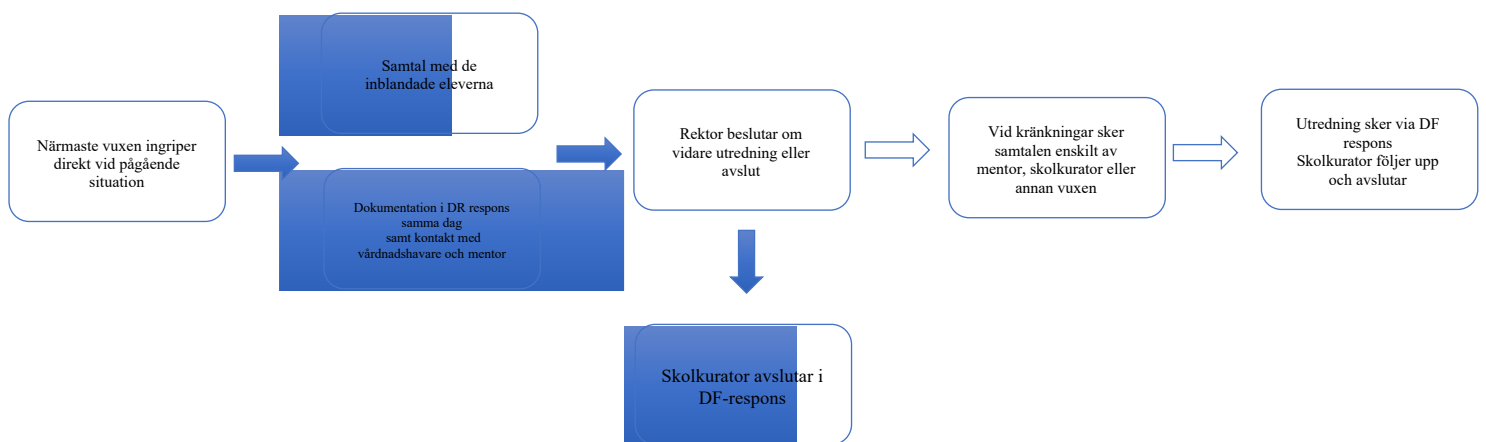 Närmaste vuxen ingriper
direkt vid pågående
situation
Samtal med de
inblandade eleverna
Dokumentation i DR respons
samma dag
samt kontakt med
vårdnadshavare och mentor
Rektor beslutar om
vidare utredning eller
avslut
Skolkurator avslutar i
DF-respons
Vid kränkningar sker
samtalen enskilt av
mentor, skolkurator eller
annan vuxen
Utredning sker via DF
respons
Skolkurator följer upp
och avslutar